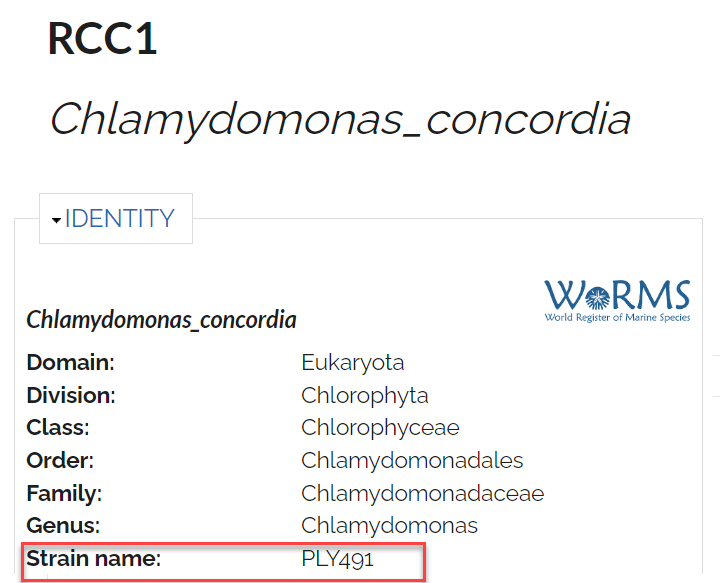 RCC1
Chlamydomonas_concordia
IDENTITY
WoRMS
World Register of Marine Species
Chlamydomonas_concordia
Domain: Eukaryota
Division: Chlorophyta
Class: Chlorophyceae
Order: Chlamydomonadales
Family: Chlamydomonadaceae
Genus: Chlamydomonas
Strain name: PLY491